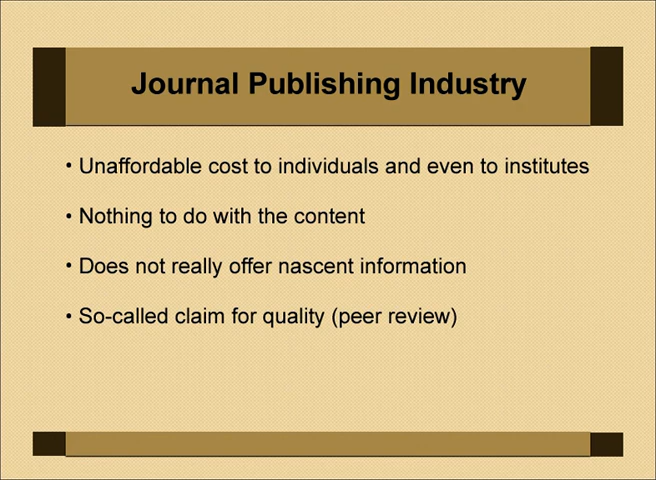 Journal Publishing Industry
• Unaffordable cost to individuals and even to institutes
• Nothing to do with the content
• Does not really offer nascent information
• So-called claim for quality (peer review)